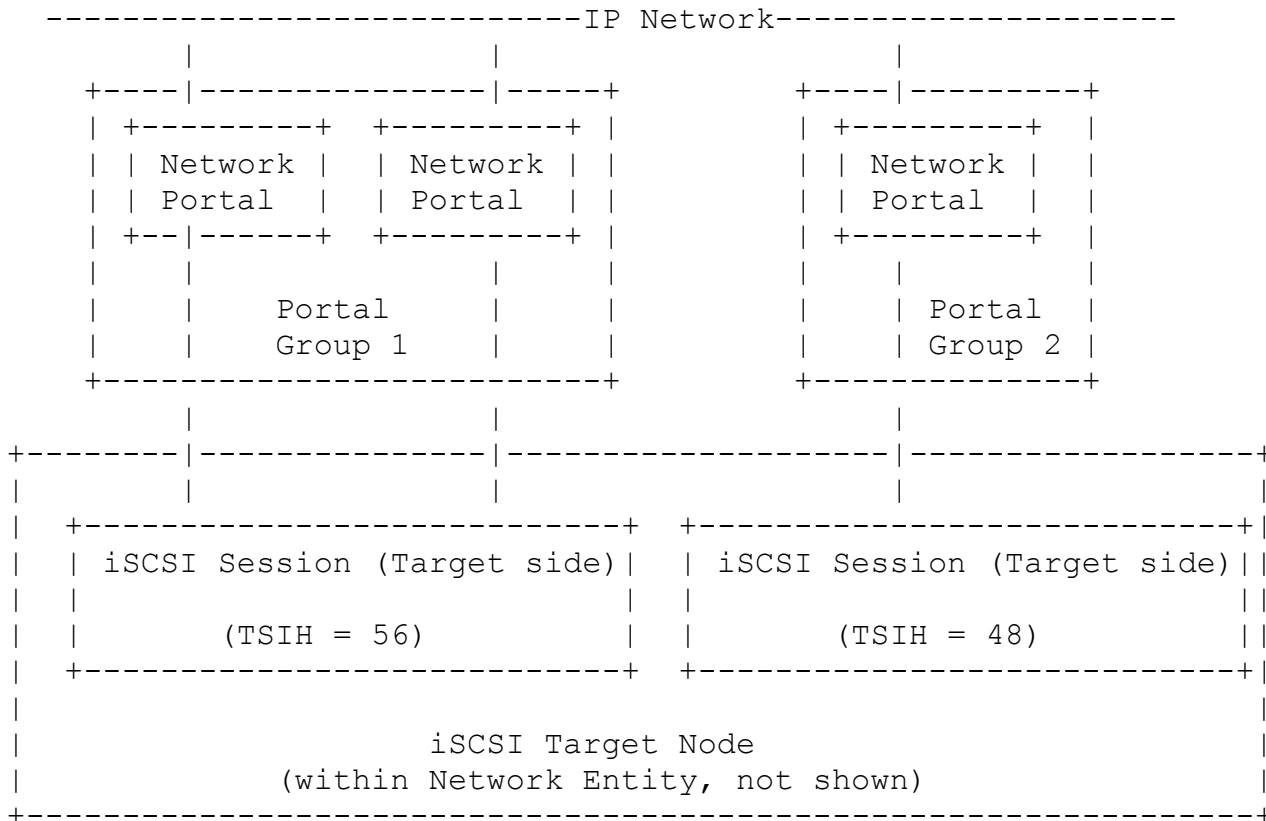 IP Network
Network Network Network
Portal Portal Portal
Portal Portal
Group 1 Group 2
iSCSI Session (Target side) iSCSI Session (Target side)
(TSIH = 56) (TSIH = 48)
iSCSI Target Node
(within Network Entity, not shown)